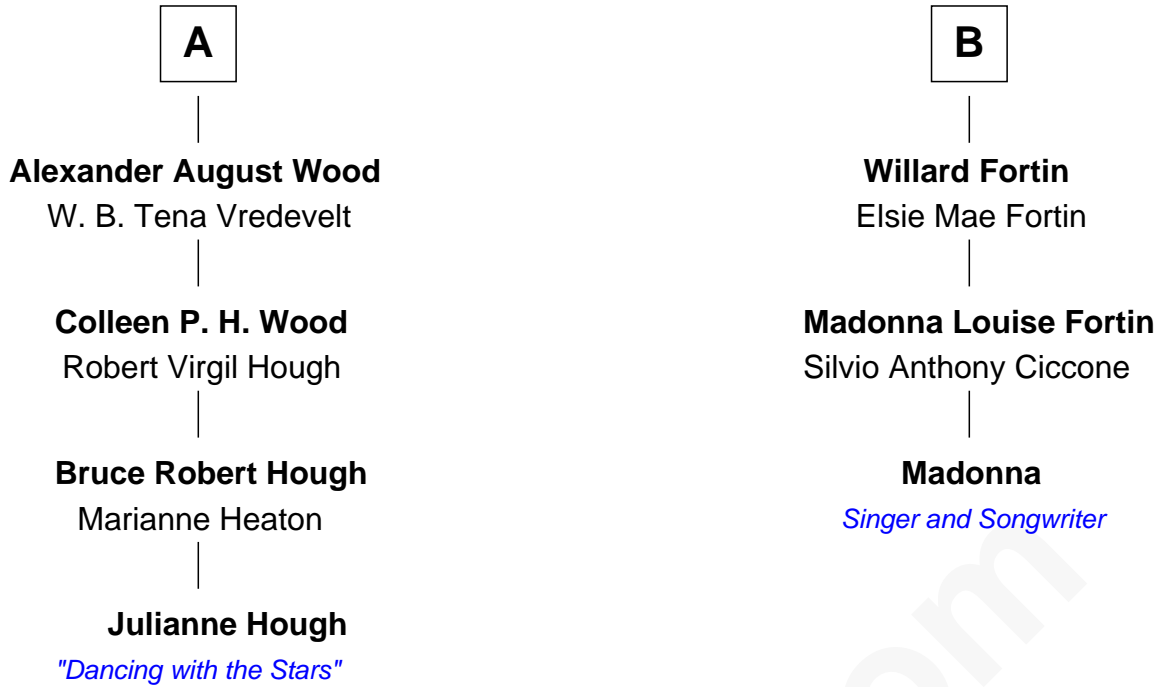 A
Alexander August Wood
W. B. Tena Vredevelt
Colleen P. H. Wood
Robert Virgil Hough
Bruce Robert Hough
Marianne Heaton
Julianne Hough
"Dancing with the Stars"
B
Willard Fortin
Elsie Mae Fortin
Madonna Louise Fortin
Silvio Anthony Ciccone
Madonna
Singer and Songwriter
om